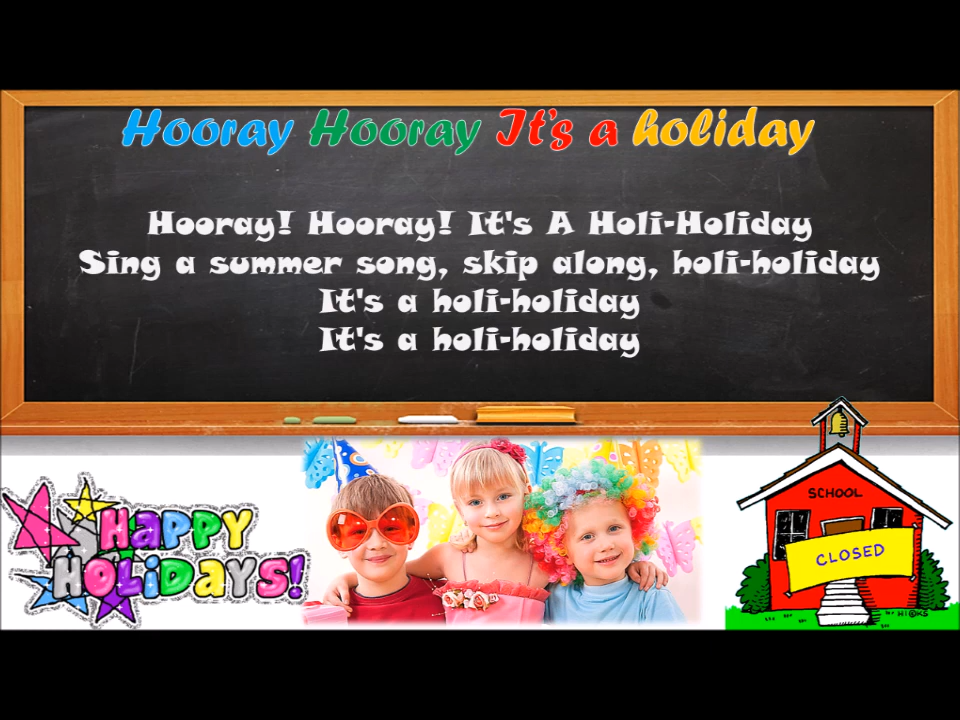 Hooray Hooray It's a holiday
Hooray! Hooray! It's A Holi-Holiday
Sing a summer song, skip along, holi-holiday
It's a holi-holiday
It's a holi-holiday
HAPPY
HOLiDAYS!
SCHOOL
CLOSED